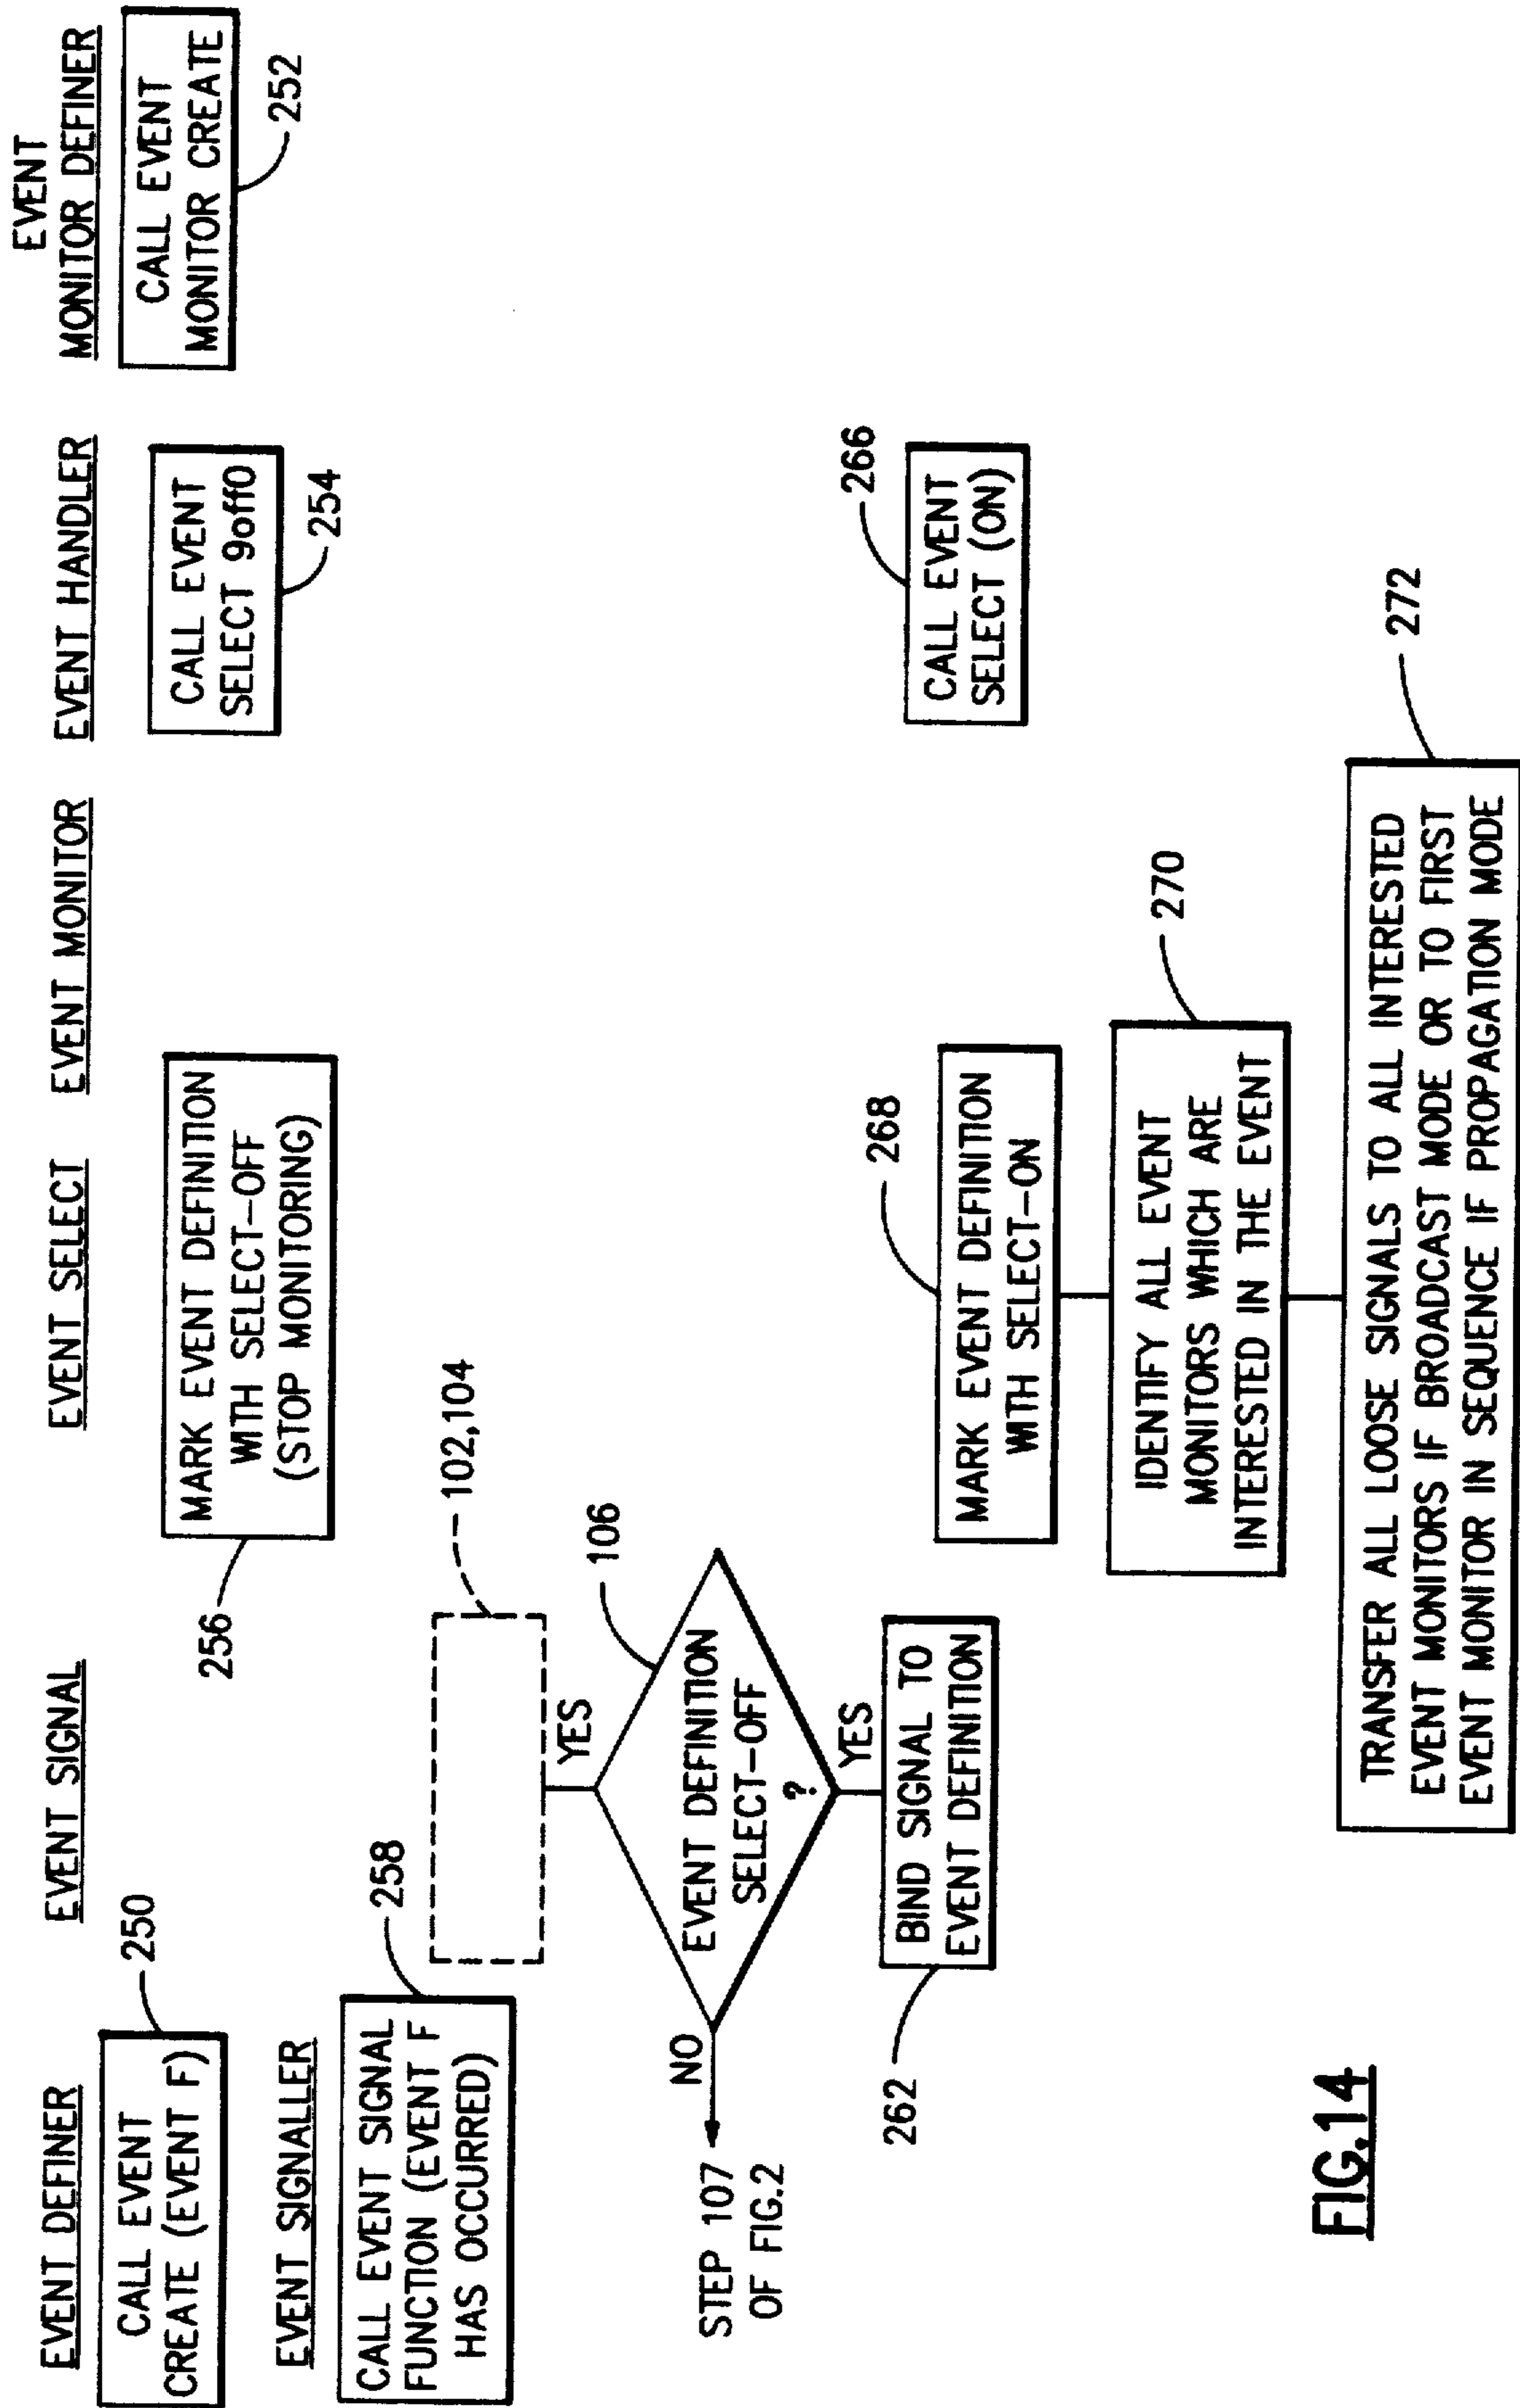 EVENT DEFINER
CALL EVENT
CREATE (EVENT F)
250
EVENT SIGNALLER
CALL EVENT SIGNAL
FUNCTION (EVENT F
HAS OCCURRED)
258
EVENT SIGNAL
102,104
YES
106
EVENT DEFINITION
SELECT-OFF
?
NO
STEP 107
OF FIG.2
YES
BIND SIGNAL TO
EVENT DEFINITION
262
EVENT SELECT
MARK EVENT DEFINITION
WITH SELECT-OFF
(STOP MONITORING)
256
EVENT MONITOR
EVENT HANDLER
CALL EVENT
SELECT 9off0
254
EVENT
MONITOR DEFINER
CALL EVENT
MONITOR CREATE
252
CALL EVENT
SELECT (ON)
266
MARK EVENT DEFINITION
WITH SELECT-ON
268
IDENTIFY ALL EVENT
MONITORS WHICH ARE
INTERESTED IN THE EVENT
270
TRANSFER ALL LOOSE SIGNALS TO ALL INTERESTED
EVENT MONITORS IF BROADCAST MODE OR TO FIRST
EVENT MONITOR IN SEQUENCE IF PROPAGATION MODE
272
FIG.14